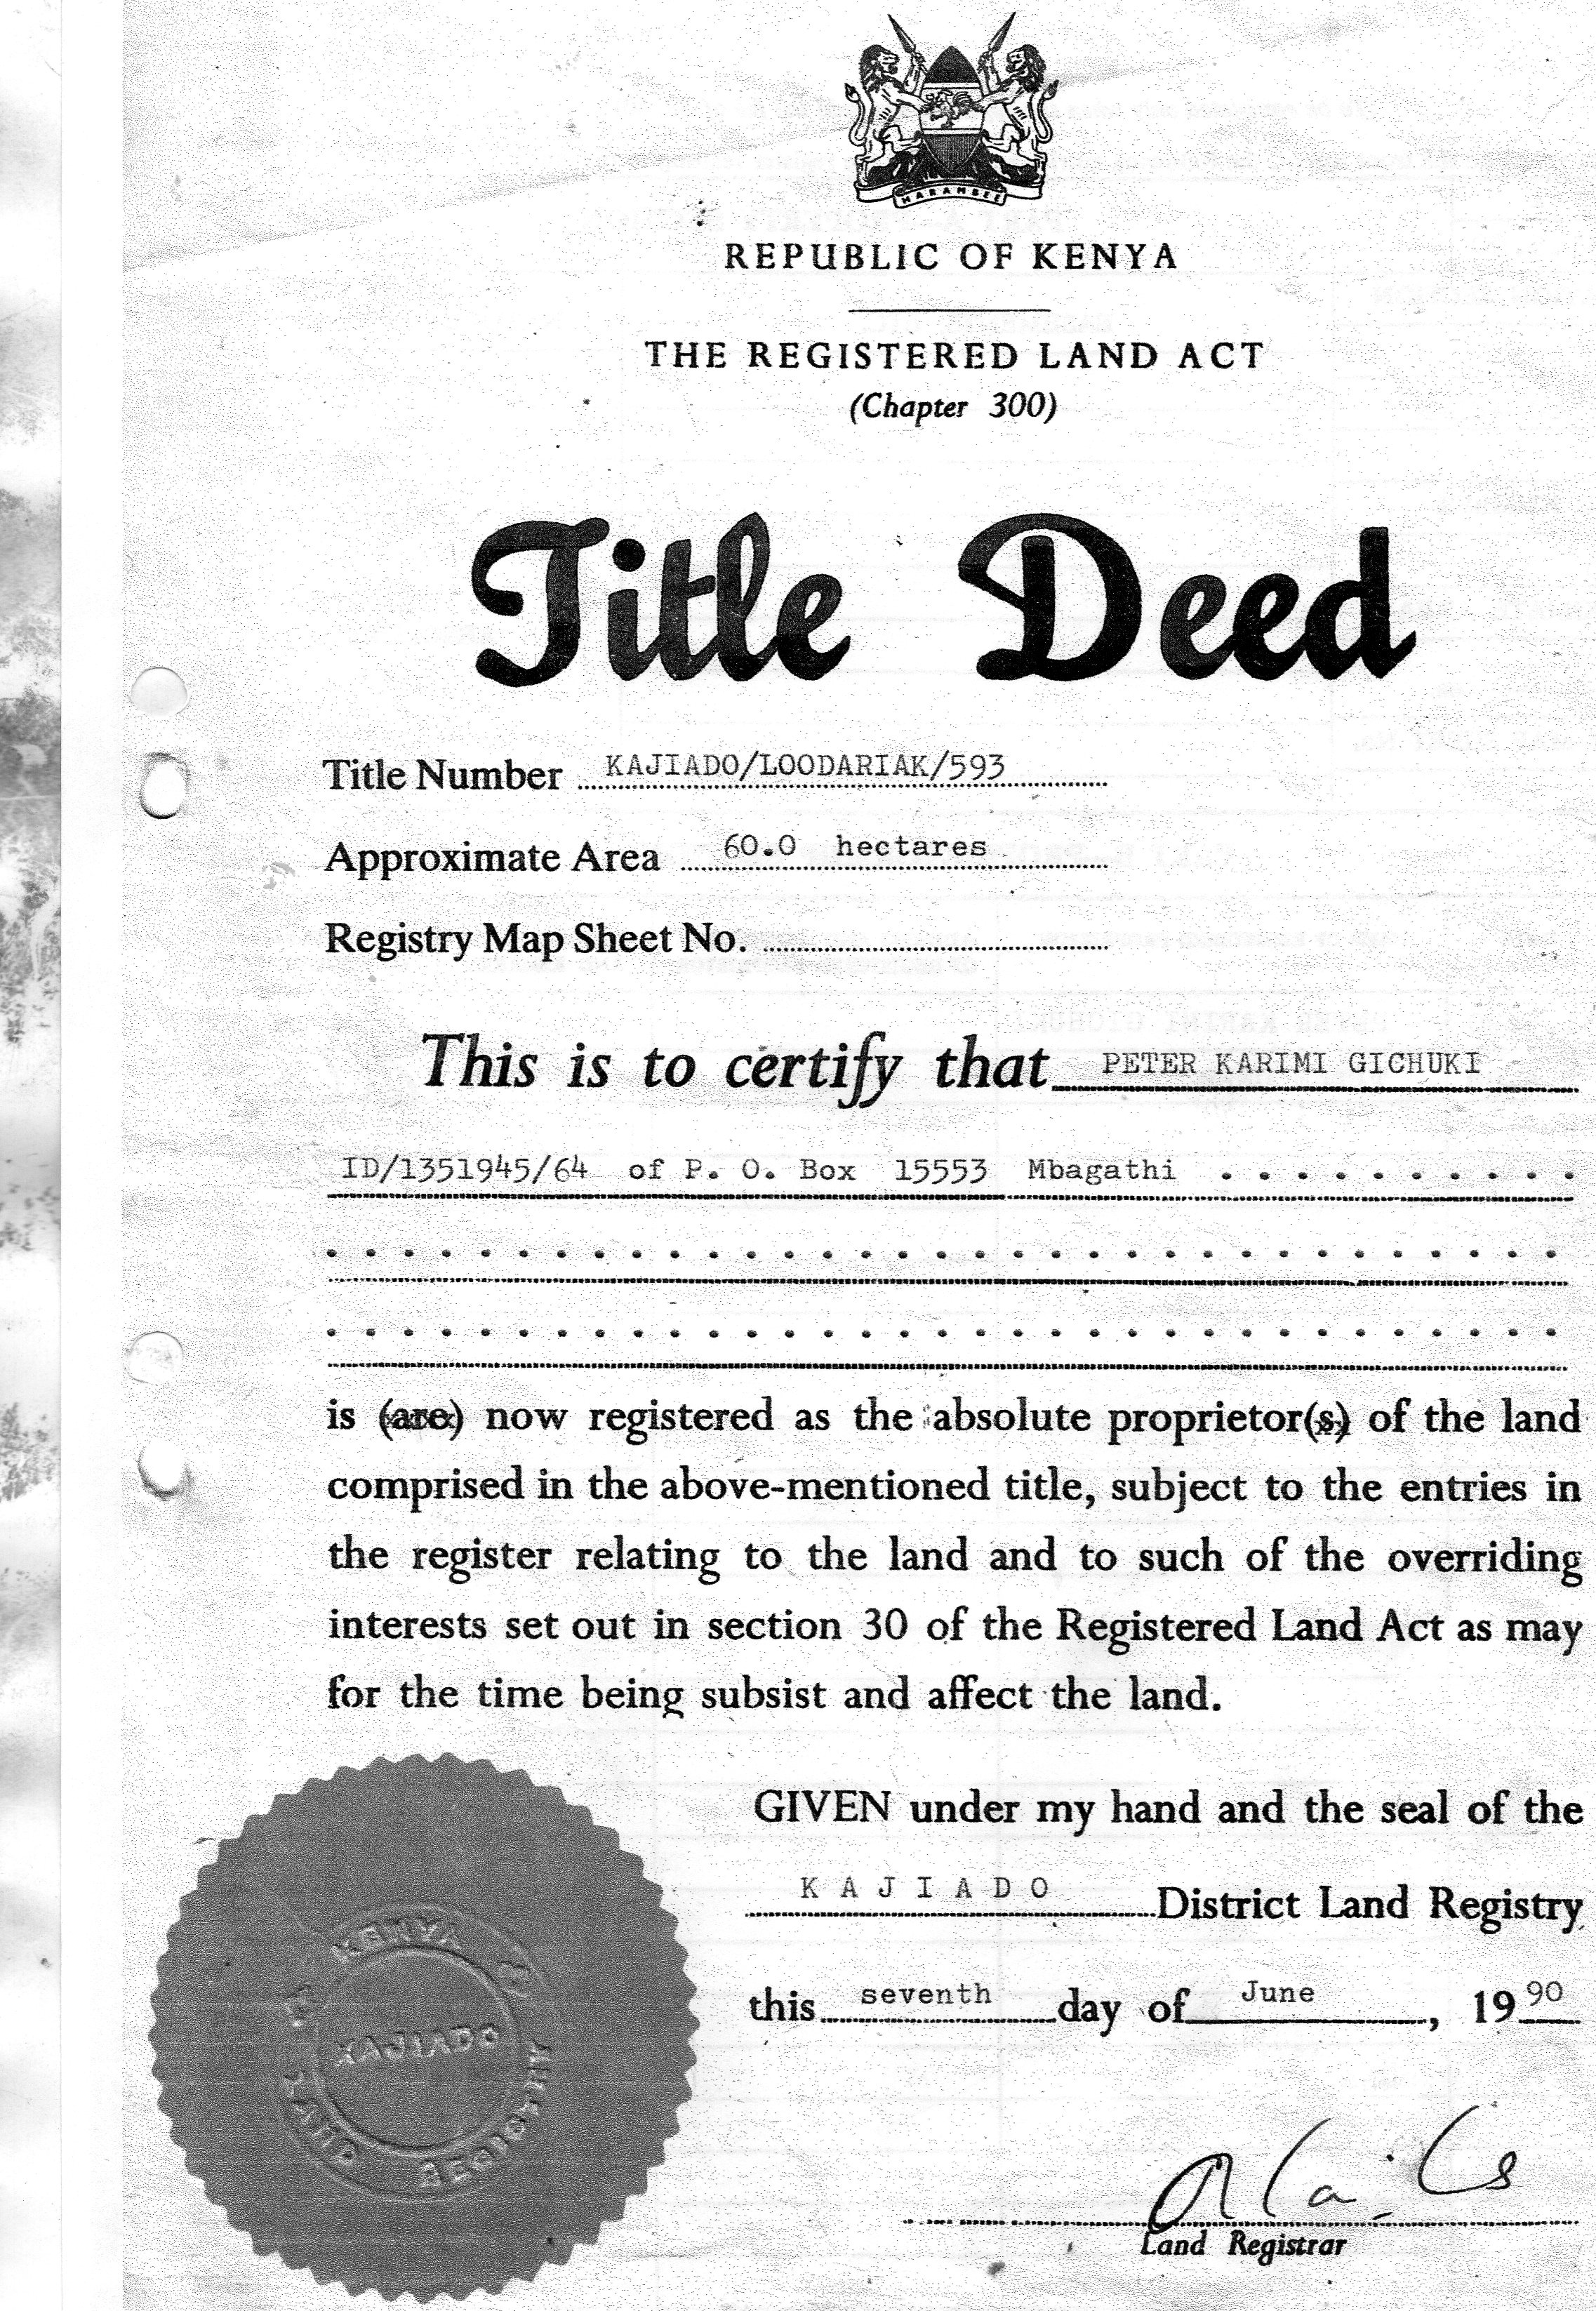 HARAMBEE
REPUBLIC OF KENYA
THE REGISTERED LAND ACT
(Chapter 300)
Title Deed
Title Number KAJIADO/LOODARIAK/593
Approximate Area 60.0 hectares
Registry Map Sheet No.
This is to certify that PETER KARIMI GICHUKI
ID/1351945/64 of P. O. Box 15553 Mbagathi . . . . . . . . . .
. . . . . . . . . . . . . . . . . . . . . . . . . . . . . . . . .
. . . . . . . . . . . . . . . . . . . . . . . . . . . . . . . . .
is (are) now registered as the absolute proprietor(s) of the land
comprised in the above-mentioned title, subject to the entries in
the register relating to the land and to such of the overriding
interests set out in section 30 of the Registered Land Act as may
for the time being subsist and affect the land.
GIVEN under my hand and the seal of the
K A J I A D O District Land Registry
this seventh day of June, 1990
Land Registrar
KENYA
KAJIADO
LAND REGISTRY